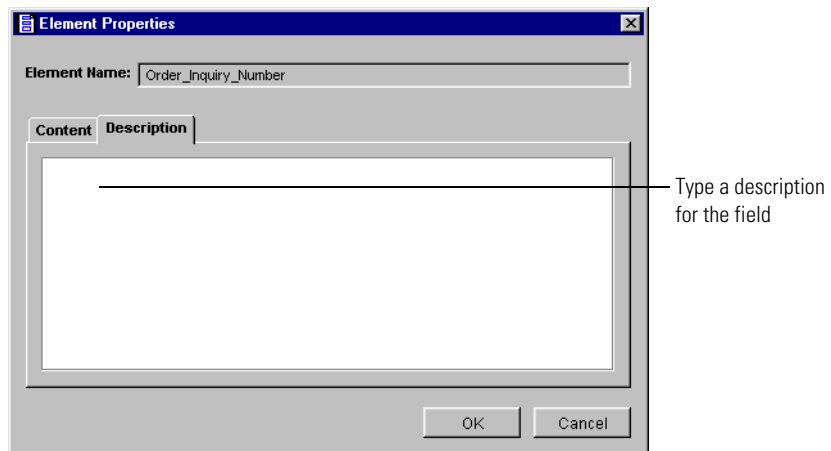 Element Properties
Element Name: Order_Inquiry_Number
Content Description
Type a description
for the field
OK Cancel